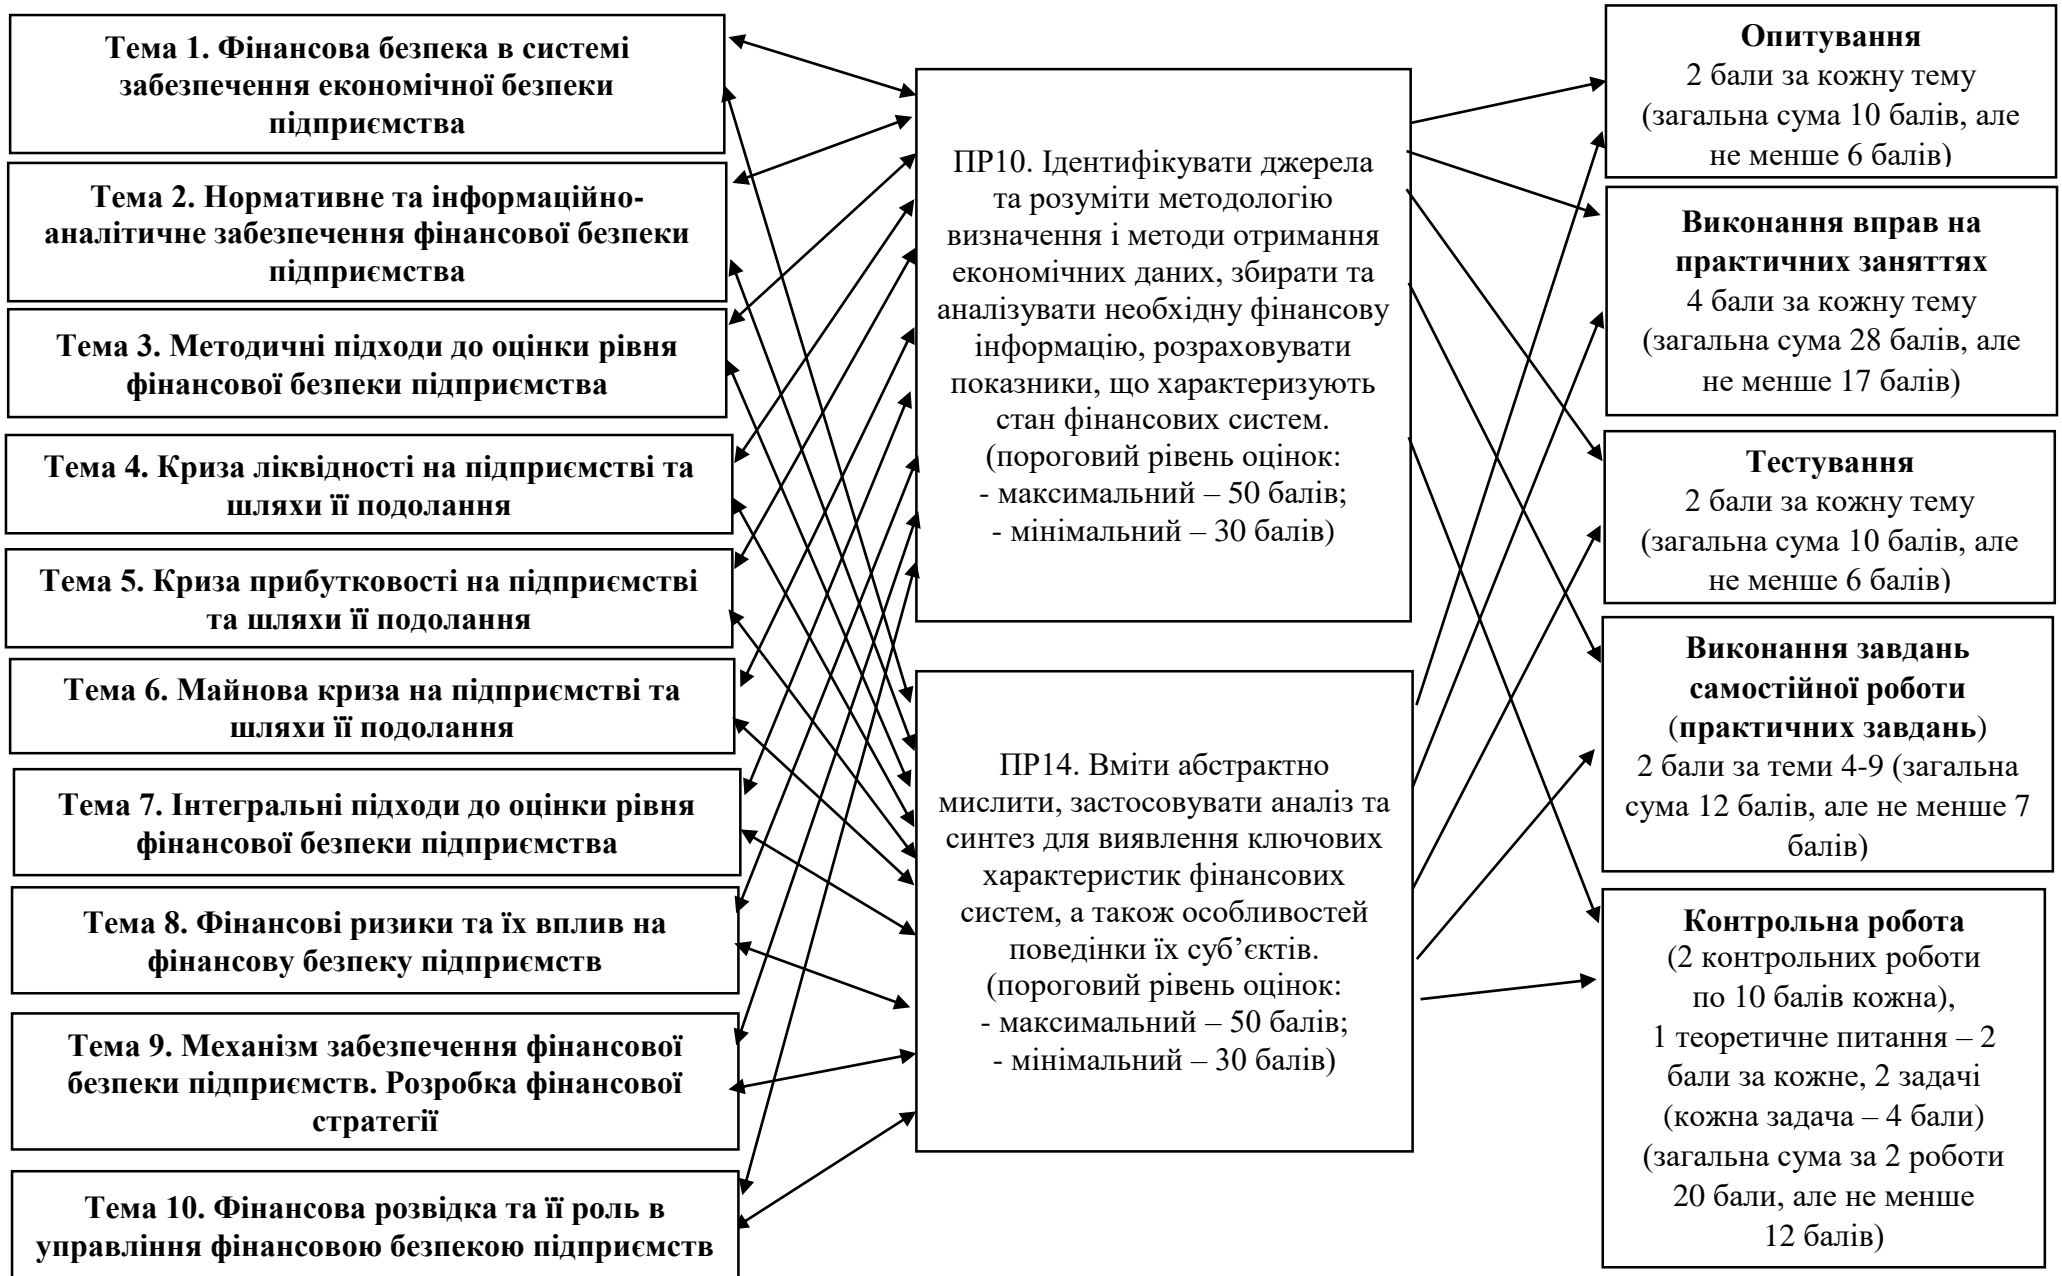 Тема 1. Фінансова безпека в системі
забезпечення економічної безпеки
підприємства
Тема 2. Нормативне та інформаційно-
аналітичне забезпечення фінансової безпеки
підприємства
Тема 3. Методичні підходи до оцінки рівня
фінансової безпеки підприємства
Тема 4. Криза ліквідності на підприємстві та
шляхи її подолання
Тема 5. Криза прибутковості на підприємстві
та шляхи її подолання
Тема 6. Майнова криза на підприємстві та
шляхи її подолання
Тема 7. Інтегральні підходи до оцінки рівня
фінансової безпеки підприємства
Тема 8. Фінансові ризики та їх вплив на
фінансову безпеку підприємств
Тема 9. Механізм забезпечення фінансової
безпеки підприємств. Розробка фінансової
стратегії
Тема 10. Фінансова розвідка та її роль в
управління фінансовою безпекою підприємств
ПР10. Ідентифікувати джерела
та розуміти методологію
визначення і методи отримання
економічних даних, збирати та
аналізувати необхідну фінансову
інформацію, розраховувати
показники, що характеризують
стан фінансових систем.
(пороговий рівень оцінок:
- максимальний – 50 балів;
- мінімальний – 30 балів)
ПР14. Вміти абстрактно
мислити, застосовувати аналіз та
синтез для виявлення ключових
характеристик фінансових
систем, а також особливостей
поведінки їх суб’єктів.
(пороговий рівень оцінок:
- максимальний – 50 балів;
- мінімальний – 30 балів)
Опитування
2 бали за кожну тему
(загальна сума 10 балів, але
не менше 6 балів)
Виконання вправ на
практичних заняттях
4 бали за кожну тему
(загальна сума 28 балів, але
не менше 17 балів)
Тестування
2 бали за кожну тему
(загальна сума 10 балів, але
не менше 6 балів)
Виконання завдань
самостійної роботи
(практичних завдань)
2 бали за теми 4-9 (загальна
сума 12 балів, але не менше 7
балів)
Контрольна робота
(2 контрольних роботи
по 10 балів кожна),
1 теоретичне питання – 2
бали за кожне, 2 задачі
(кожна задача – 4 бали)
(загальна сума за 2 роботи
20 бали, але не менше
12 балів)